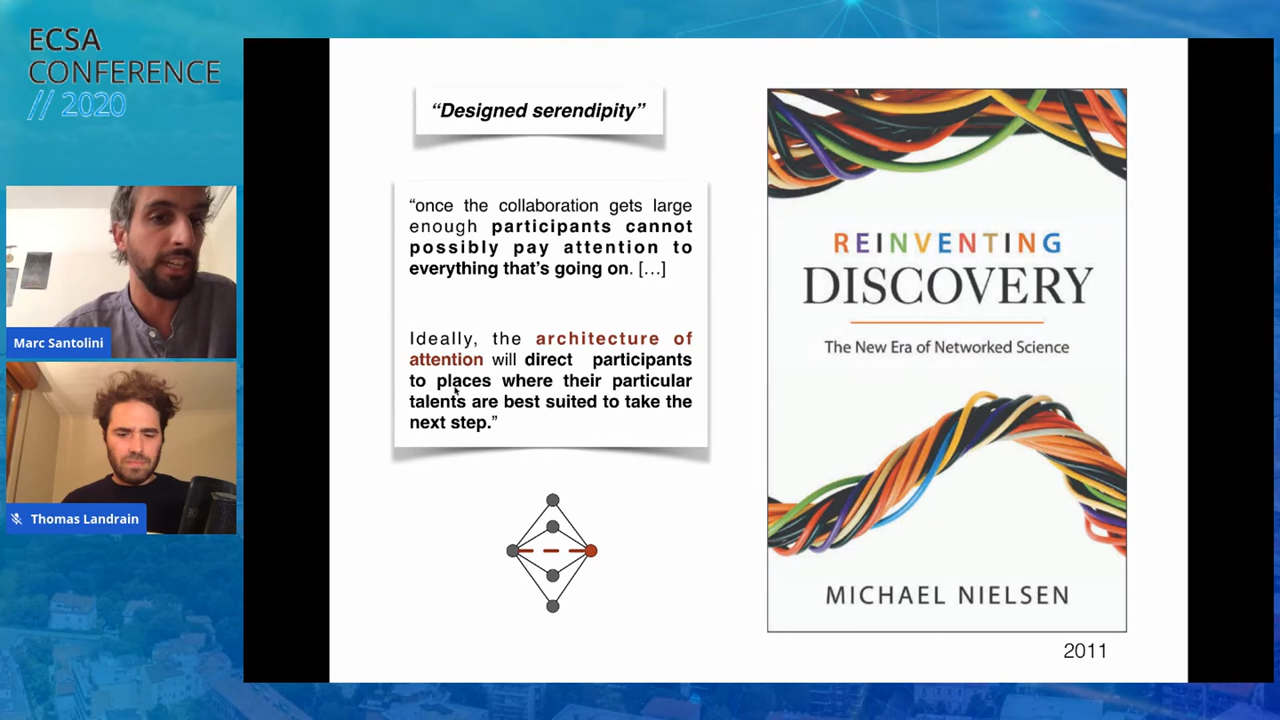 ECSA
CONFERENCE
// 2020
Marc Santolini
Thomas Landrain
“Designed serendipity”
“once the collaboration gets large
enough participants cannot
possibly pay attention to
everything that’s going on. [...]
Ideally, the architecture of
attention will direct participants
to places where their particular
talents are best suited to take the
next step.”
REINVENTING
DISCOVERY
The New Era of Networked Science
MICHAEL NIELSEN
2011